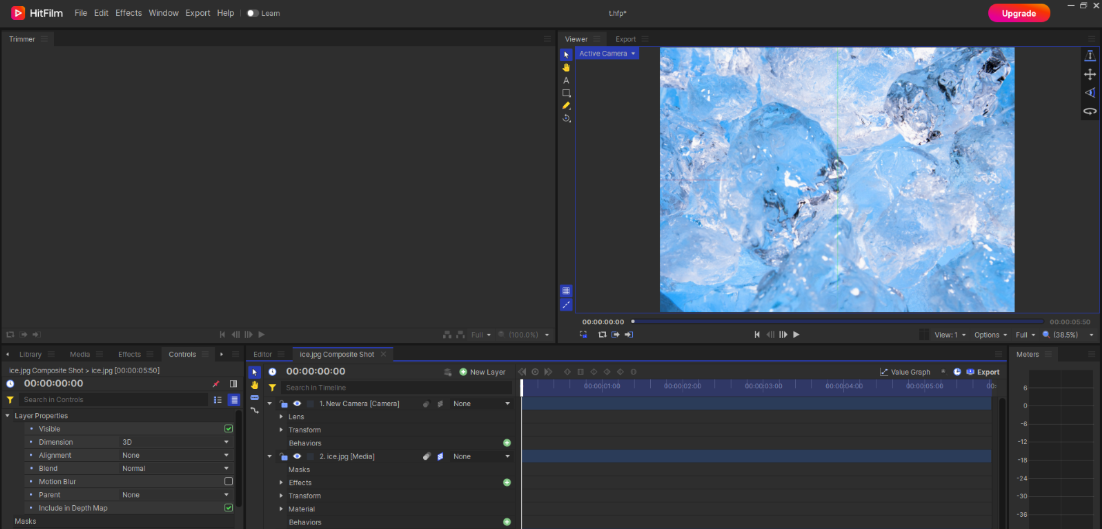 HitFilm File Edit Effects Window Export Help Learn t.hfp* Upgrade
Trimmer
Viewer Export
Active Camera
Full (100.0%)
00:00:00:00 00:00:05:50
View: 1 Options Full (38.5%)
Library Media Effects Controls
ice.jpg Composite Shot > ice.jpg [00:00:05:50]
00:00:00:00
Search in Controls
Layer Properties
Visible
Dimension 3D
Alignment None
Blend Normal
Motion Blur
Parent None
Include in Depth Map
Masks
Editor ice.jpg Composite Shot
00:00:00:00 New Layer Value Graph Export
Search in Timeline 00:00:01:00 00:00:02:00 00:00:03:00 00:00:04:00 00:00:05:00 00:
1. New Camera [Camera] None
Lens
Transform
Behaviors
2. ice.jpg [Media] None
Masks
Effects
Transform
Material
Behaviors
Meters
6
0
-6
-12
-18
-24
-30
-36